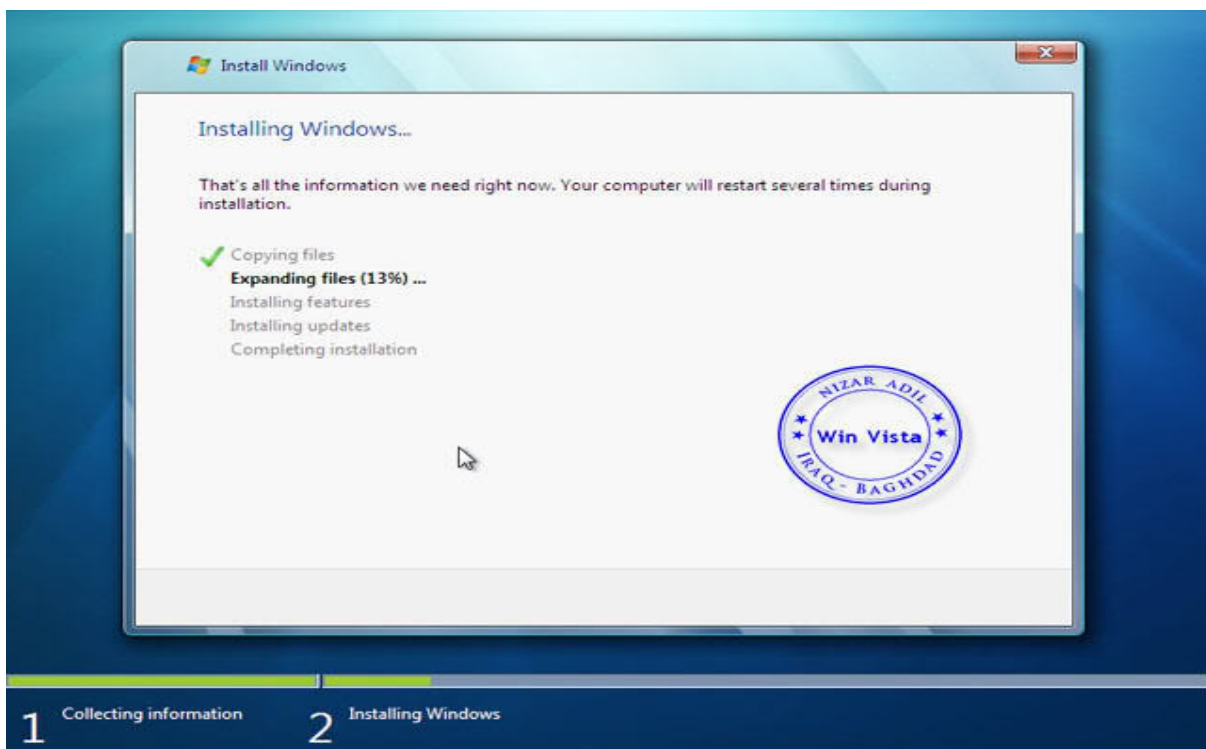 Install Windows
Installing Windows...
That's all the information we need right now. Your computer will restart several times during
installation.
Copying files
Expanding files (13%) ...
Installing features
Installing updates
Completing installation
NIZAR ADIL
Win Vista
IRAQ - BAGHDAD
1 Collecting information
2 Installing Windows